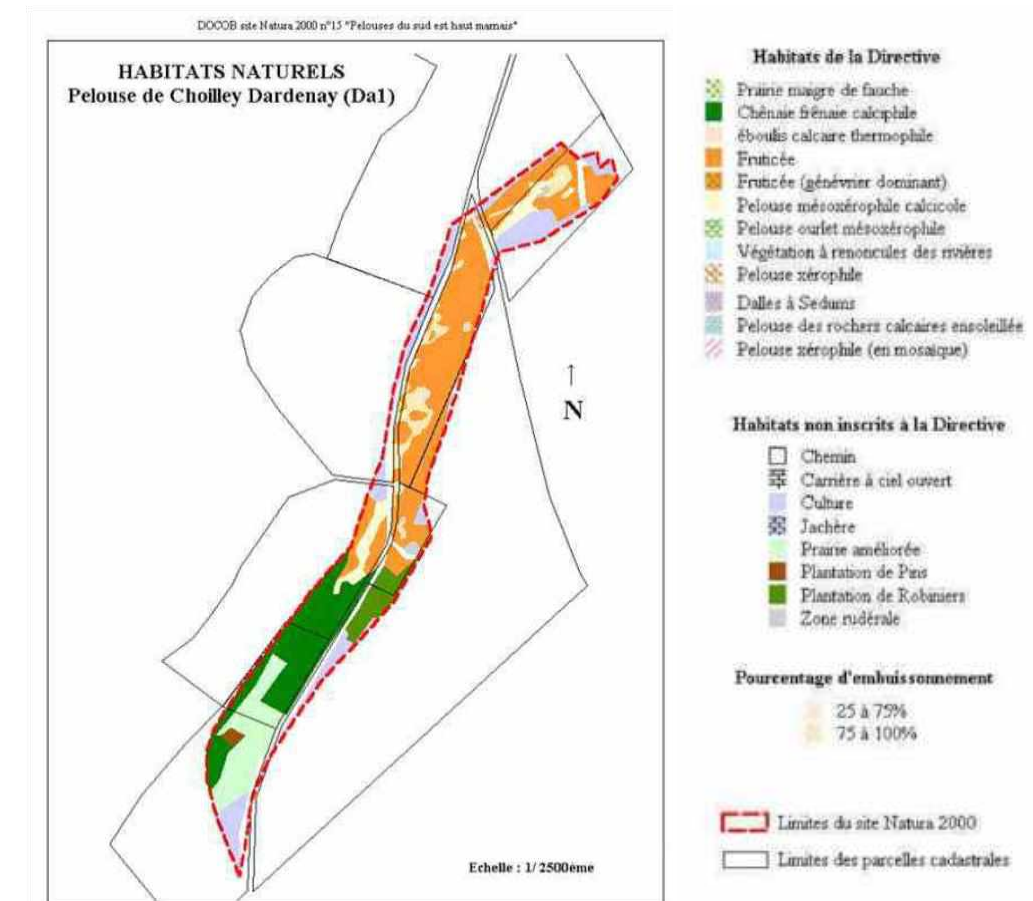 DOCOB site Natura 2000 n°15 "Pelouses du sud est haut marnais"
HABITATS NATURELS
Pelouse de Choilley Dardenay (Da1)
↑
N
Echelle : 1/ 2500ème
Habitats de la Directive
Prairie maigre de fauche
Chênaie frênaie calciphile
éboulis calcaire thermophile
Fruticée
Fruticée (génévrier dominant)
Pelouse mésoxérophile calcicole
Pelouse ourlet mésoxérophile
Végétation à renoncules des rivières
Pelouse xérophile
Dalles à Sedums
Pelouse des rochers calcaires ensoleillée
Pelouse xérophile (en mosaïque)
Habitats non inscrits à la Directive
Chemin
Carrière à ciel ouvert
Culture
Jachère
Prairie améliorée
Plantation de Pins
Plantation de Robiniers
Zone rudérale
Pourcentage d'embuissonnement
25 à 75%
75 à 100%
Limites du site Natura 2000
Limites des parcelles cadastrales